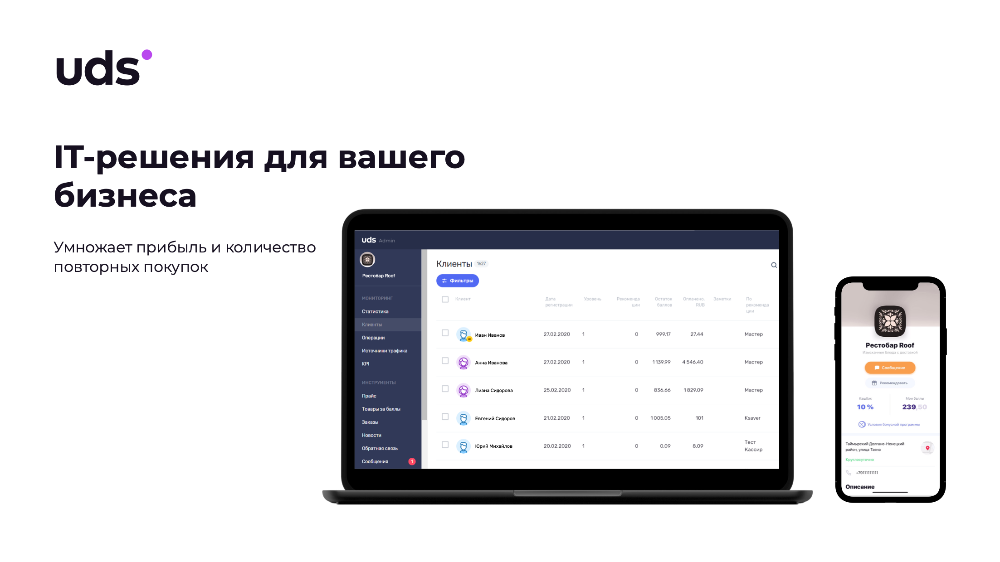 uds
IT-решения для вашего
бизнеса
Умножает прибыль и количество
повторных покупок
uds Admin
Рестобар Roof
МОНИТОРИНГ
Статистика
Клиенты
Операции
Источники трафика
KPI
ИНСТРУМЕНТЫ
Прайс
Товары за баллы
Заказы
Новости
Обратная связь
Сообщения 1
Клиенты 1627
Фильтры
Клиент
Дата
регистрации
Уровень
Рекоменда
ции
Остаток
баллов
Оплачено,
RUB
Заметки
По
рекоменда
ции
Иван Иванов 27.02.2020 1 0 999.17 27.44 Мастер
Анна Иванова 27.02.2020 1 0 1 139.99 4 546.40 Мастер
Лиана Сидорова 25.02.2020 1 0 836.66 1 829.09 Мастер
Евгений Сидоров 21.02.2020 1 0 1 005.05 101 Ksaver
Юрий Михайлов 20.02.2020 1 0 0.09 8.09 Тест
Кассир
Рестобар Roof
Изысканные блюда с доставкой
Сообщение
Рекомендовать
Кэшбэк Мои баллы
10 % 239,50
Условия бонусной программы
Таймырский Долгано-Ненецкий
район, улица Таяна
Круглосуточно
+79111111111
Описание